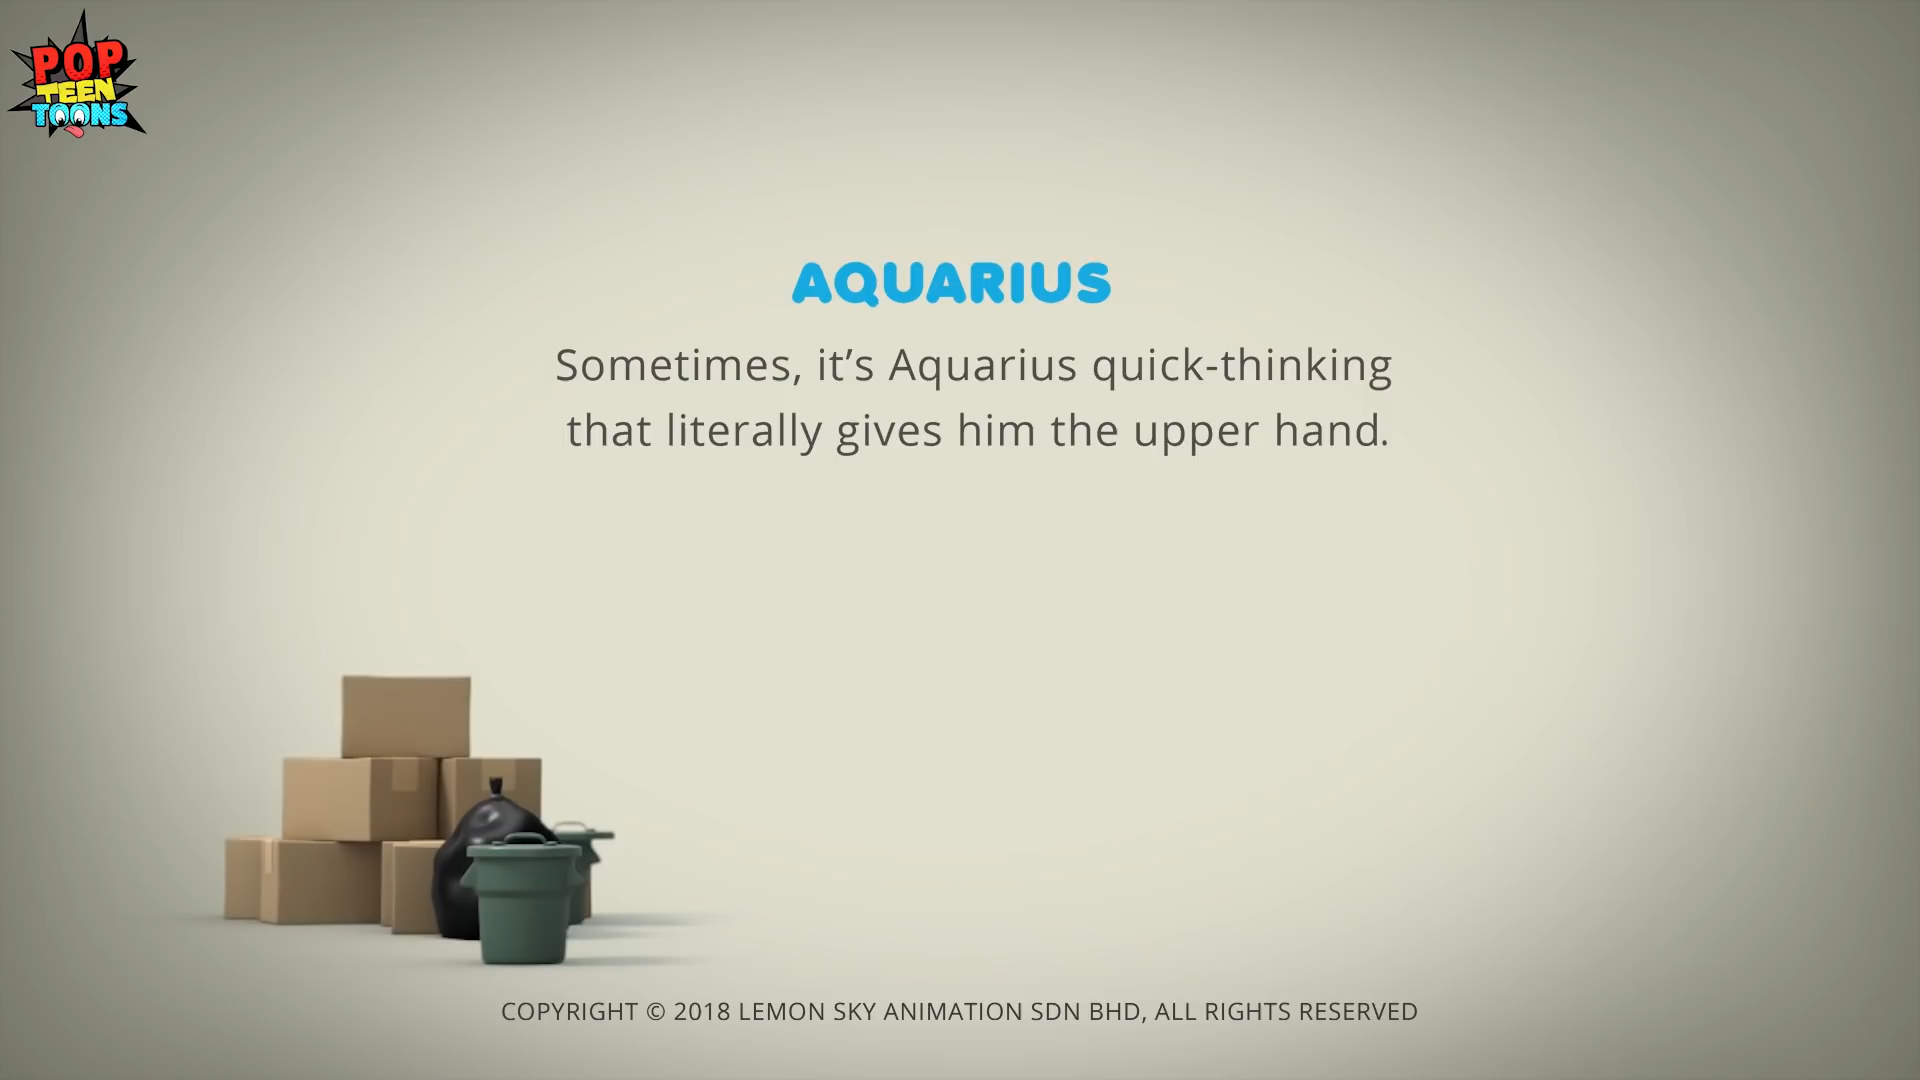 POP
TEEN
TOONS
AQUARIUS
Sometimes, it’s Aquarius quick-thinking
that literally gives him the upper hand.
COPYRIGHT © 2018 LEMON SKY ANIMATION SDN BHD, ALL RIGHTS RESERVED